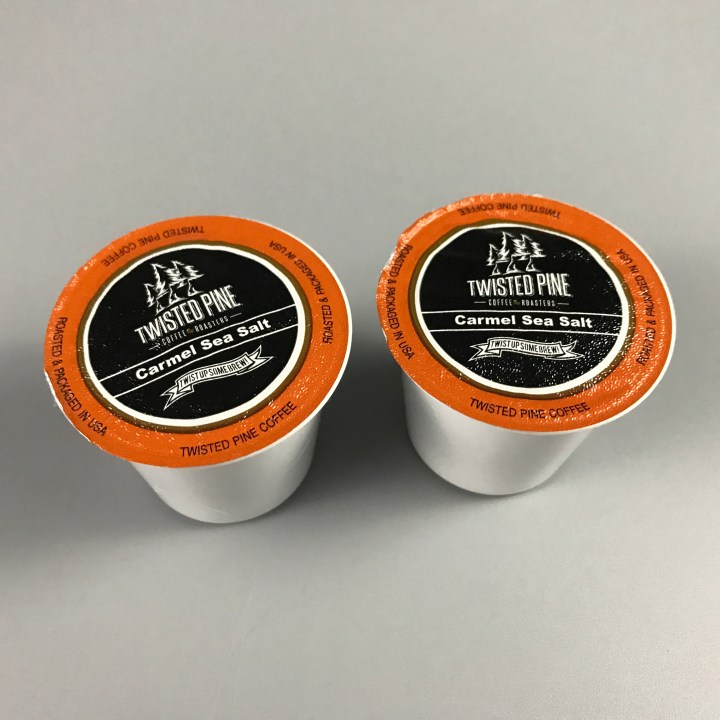 TWISTED PINE COFFEE
ROASTED & PACKAGED IN USA
TWISTED PINE
COFFEE ROASTERS
Carmel Sea Salt
TWIST UP SOME BREW!
ROASTED & PACKAGED IN USA
TWISTED PINE COFFEE
TWISTED PINE COFFEE
ROASTED & PACKAGED IN USA
TWISTED PINE
COFFEE ROASTERS
Carmel Sea Salt
TWIST UP SOME BREW!
ROASTED & PACKAGED IN USA
TWISTED PINE COFFEE